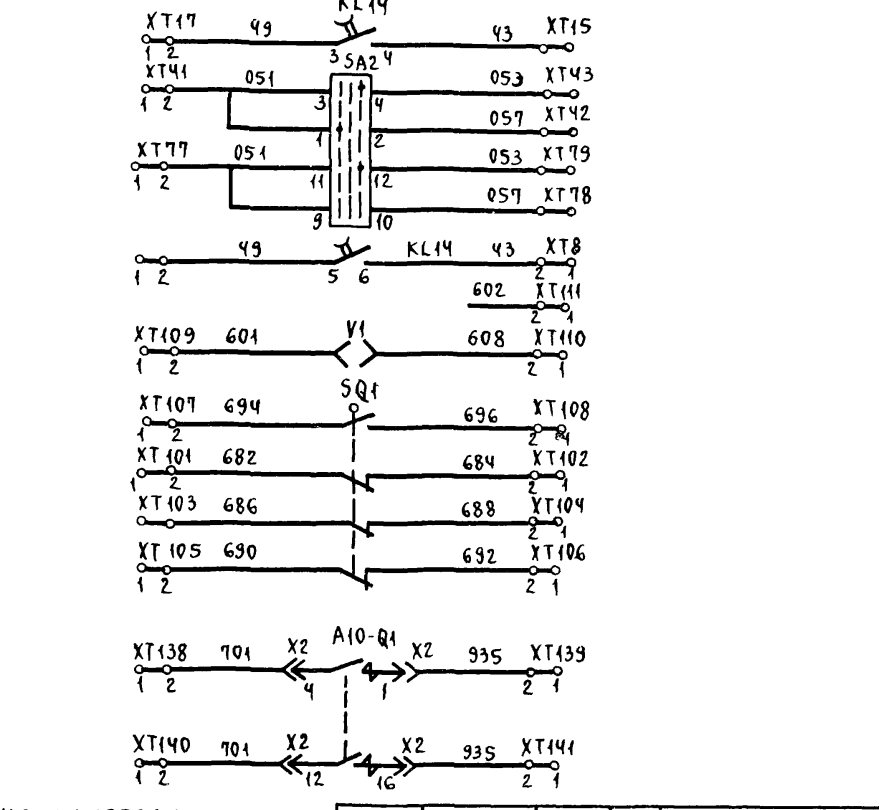 KL14
XT17 49 43 XT15
1 2 3 4
SA2
XT41 051 053 XT43
1 2 3 4
057 XT42
1 2
XT77 051 053 XT79
1 2 11 12
057 XT78
9 10
49 KL14 43 XT8
1 2 5 6 2 1
602 XT111
2 1
V1
XT109 601 608 XT110
1 2 2 1
SQ1
XT107 694 696 XT108
1 2 2
XT101 682 684 XT102
1 2 2 1
XT103 686 688 XT104
2 1
XT105 690 692 XT106
1 2 2 1
A10-Q1
XT138 701 X2 X2 935 XT139
1 2 4 1 2 1
XT140 701 X2 X2 935 XT141
1 2 12 16 2 1